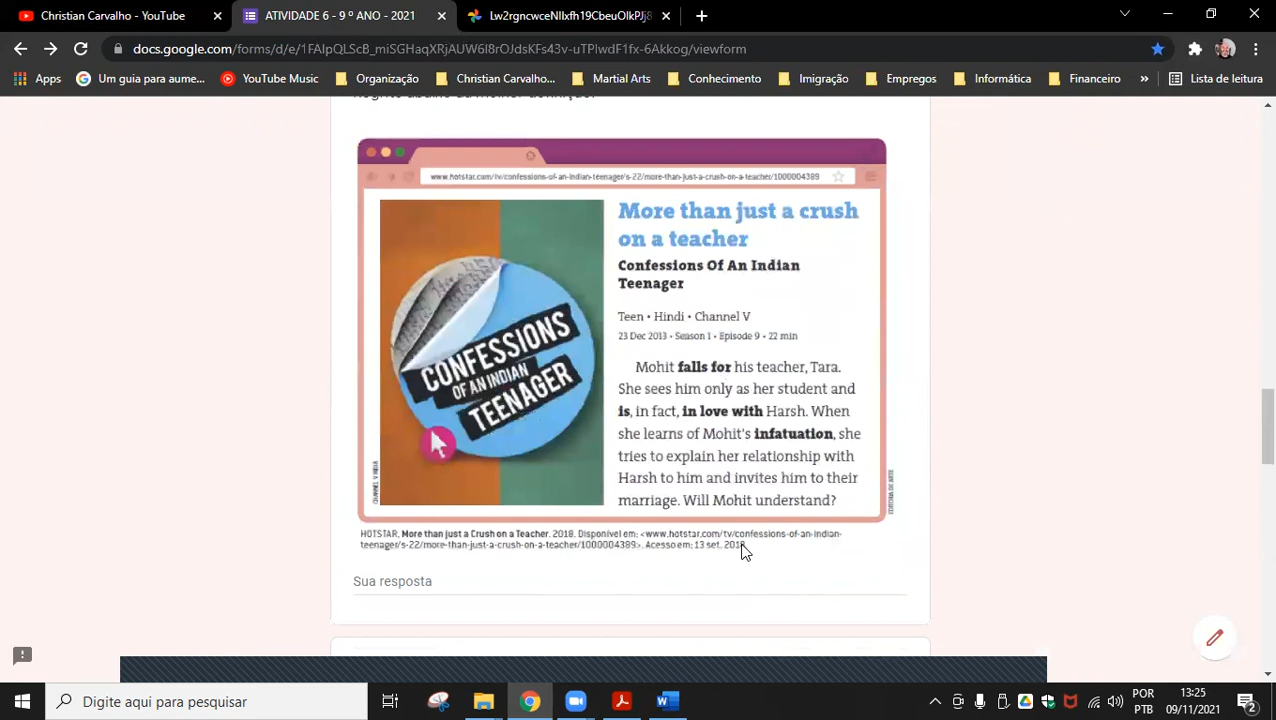 Christian Carvalho - YouTube
ATIVIDADE 6 - 9 º ANO - 2021
docs.google.com/forms/d/e/1FAIpQLScB_miSGHaqXRjAUW6I8rOJdsKFs43v-uTPlwdF1fx-6Akkog/viewform
Apps
Um guia para aume...
YouTube Music
Organização
Christian Carvalho...
Martial Arts
Conhecimento
Imigração
Empregos
Informática
Financeiro
»
Lista de leitura
www.hotstar.com/tv/confessions-of-an-indian-teenager/s-22/more-than-just-a-crush-on-a-teacher/1000004389
More than just a crush
on a teacher
Confessions Of An Indian
Teenager
Teen • Hindi • Channel V
23 Dec 2013 • Season 1 • Episode 9 • 22 min
Mohit falls for his teacher, Tara.
She sees him only as her student and
is, in fact, in love with Harsh. When
she learns of Mohit's infatuation, she
tries to explain her relationship with
Harsh to him and invites him to their
marriage. Will Mohit understand?
CONFESSIONS
OF AN INDIAN
TEENAGER
CHANNEL V INDIA
EDITORIA DE ARTE
HOTSTAR. More than just a Crush on a Teacher. 2018. Disponível em: <www.hotstar.com/tv/confessions-of-an-indian-
teenager/s-22/more-than-just-a-crush-on-a-teacher/1000004389>. Acesso em: 13 set. 2018.
Sua resposta
Digite aqui para pesquisar
POR
PTB
13:25
09/11/2021
2